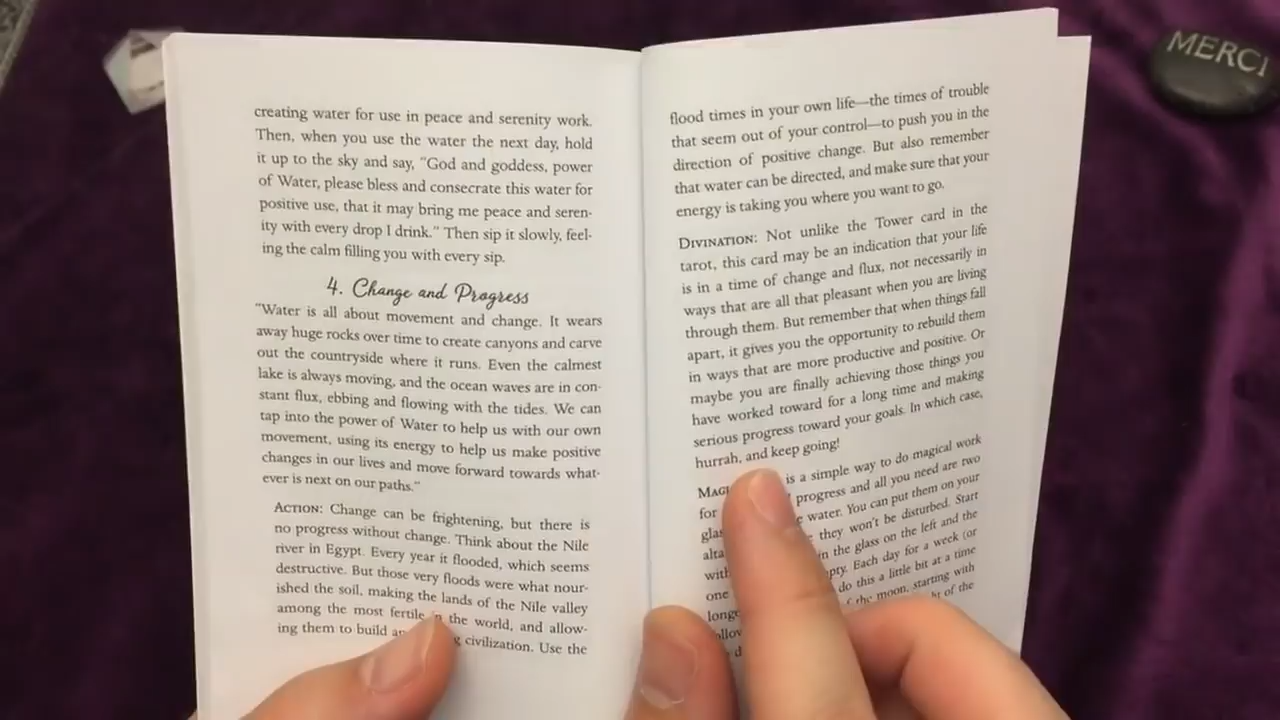 creating water for use in peace and serenity work.
Then, when you use the water the next day, hold
it up to the sky and say, “God and goddess, power
of Water, please bless and consecrate this water for
positive use, that it may bring me peace and seren-
ity with every drop I drink.” Then sip it slowly, feel-
ing the calm filling you with every sip.
4. Change and Progress
“Water is all about movement and change. It wears
away huge rocks over time to create canyons and carve
out the countryside where it runs. Even the calmest
lake is always moving, and the ocean waves are in con-
stant flux, ebbing and flowing with the tides. We can
tap into the power of Water to help us with our own
movement, using its energy to help us make positive
changes in our lives and move forward towards what-
ever is next on our paths.”
ACTION: Change can be frightening, but there is
no progress without change. Think about the Nile
river in Egypt. Every year it flooded, which seems
destructive. But those very floods were what nour-
ished the soil, making the lands of the Nile valley
among the most fertile in the world, and allow-
ing them to build civilization. Use the
flood times in your own life—the times of trouble
that seem out of your control—to push you in the
direction of positive change. But also remember
that water can be directed, and make sure that your
energy is taking you where you want to go.
DIVINATION: Not unlike the Tower card in the
tarot, this card may be an indication that your life
is in a time of change and flux, not necessarily in
ways that are all that pleasant when you are living
through them. But remember that when things fall
apart, it gives you the opportunity to rebuild them
in ways that are more productive and positive. Or
maybe you are finally achieving those things you
have worked toward for a long time and making
serious progress toward your goals. In which case,
hurrah, and keep going!
is a simple way to do magical work
for progress and all you need are two
water. You can put them on your
they won’t be disturbed. Start
with in the glass on the left and the
one Each day for a week (or
do this a little bit at a time
the moon, starting with
of the